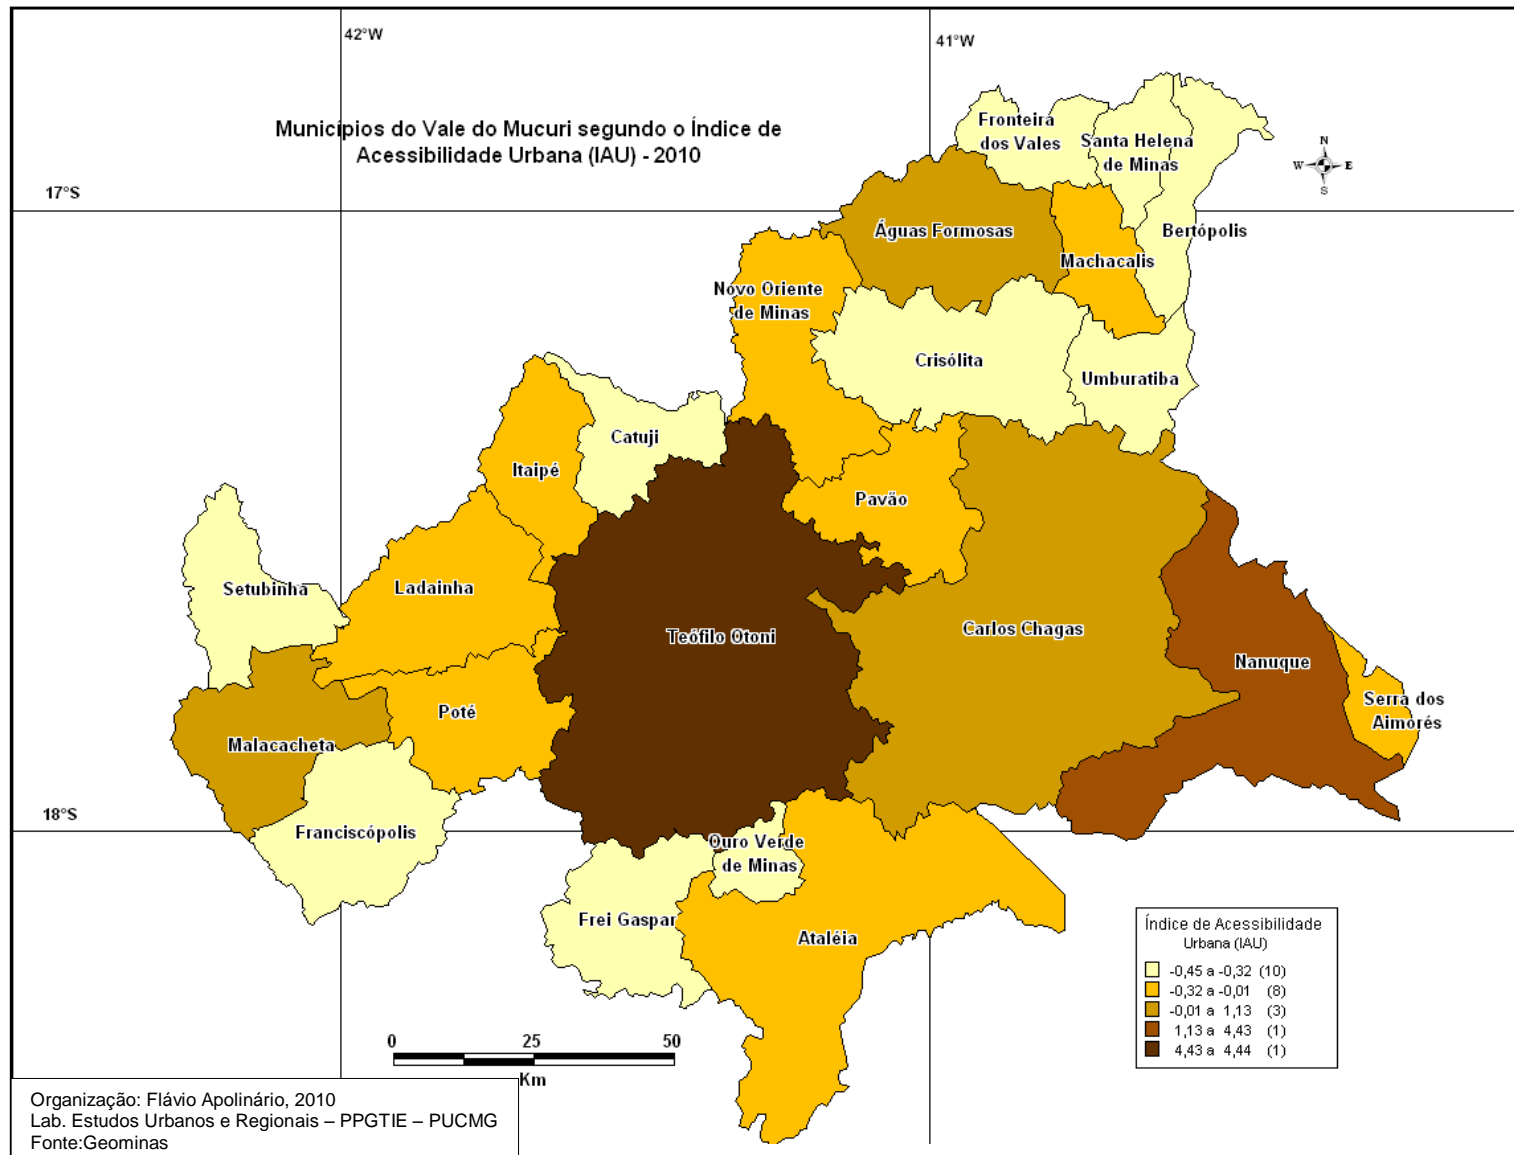 42°W
41°W
Municípios do Vale do Mucuri segundo o Índice de
Acessibilidade Urbana (IAU) - 2010
Fronteirá
dos Vales
Santa Helena
de Minas
N
W
E
S
17°S
Águas Formosas
Bertópolis
Machacalis
Novo Oriente
de Minas
Crisólita
Umburatiba
Catuji
Itaipé
Pavão
Setubinha
Ladainha
Teófilo Otoni
Carlos Chagas
Nanuque
Serra dos
Aimorés
Poté
Malacacheta
18°S
Franciscópolis
Ouro Verde
de Minas
Frei Gaspar
Ataléia
Índice de Acessibilidade
Urbana (IAU)
-0,45 a -0,32 (10)
-0,32 a -0,01 (8)
-0,01 a 1,13 (3)
1,13 a 4,43 (1)
4,43 a 4,44 (1)
0 25 50
Km
Organização: Flávio Apolinário, 2010
Lab. Estudos Urbanos e Regionais – PPGTIE – PUCMG
Fonte:Geominas